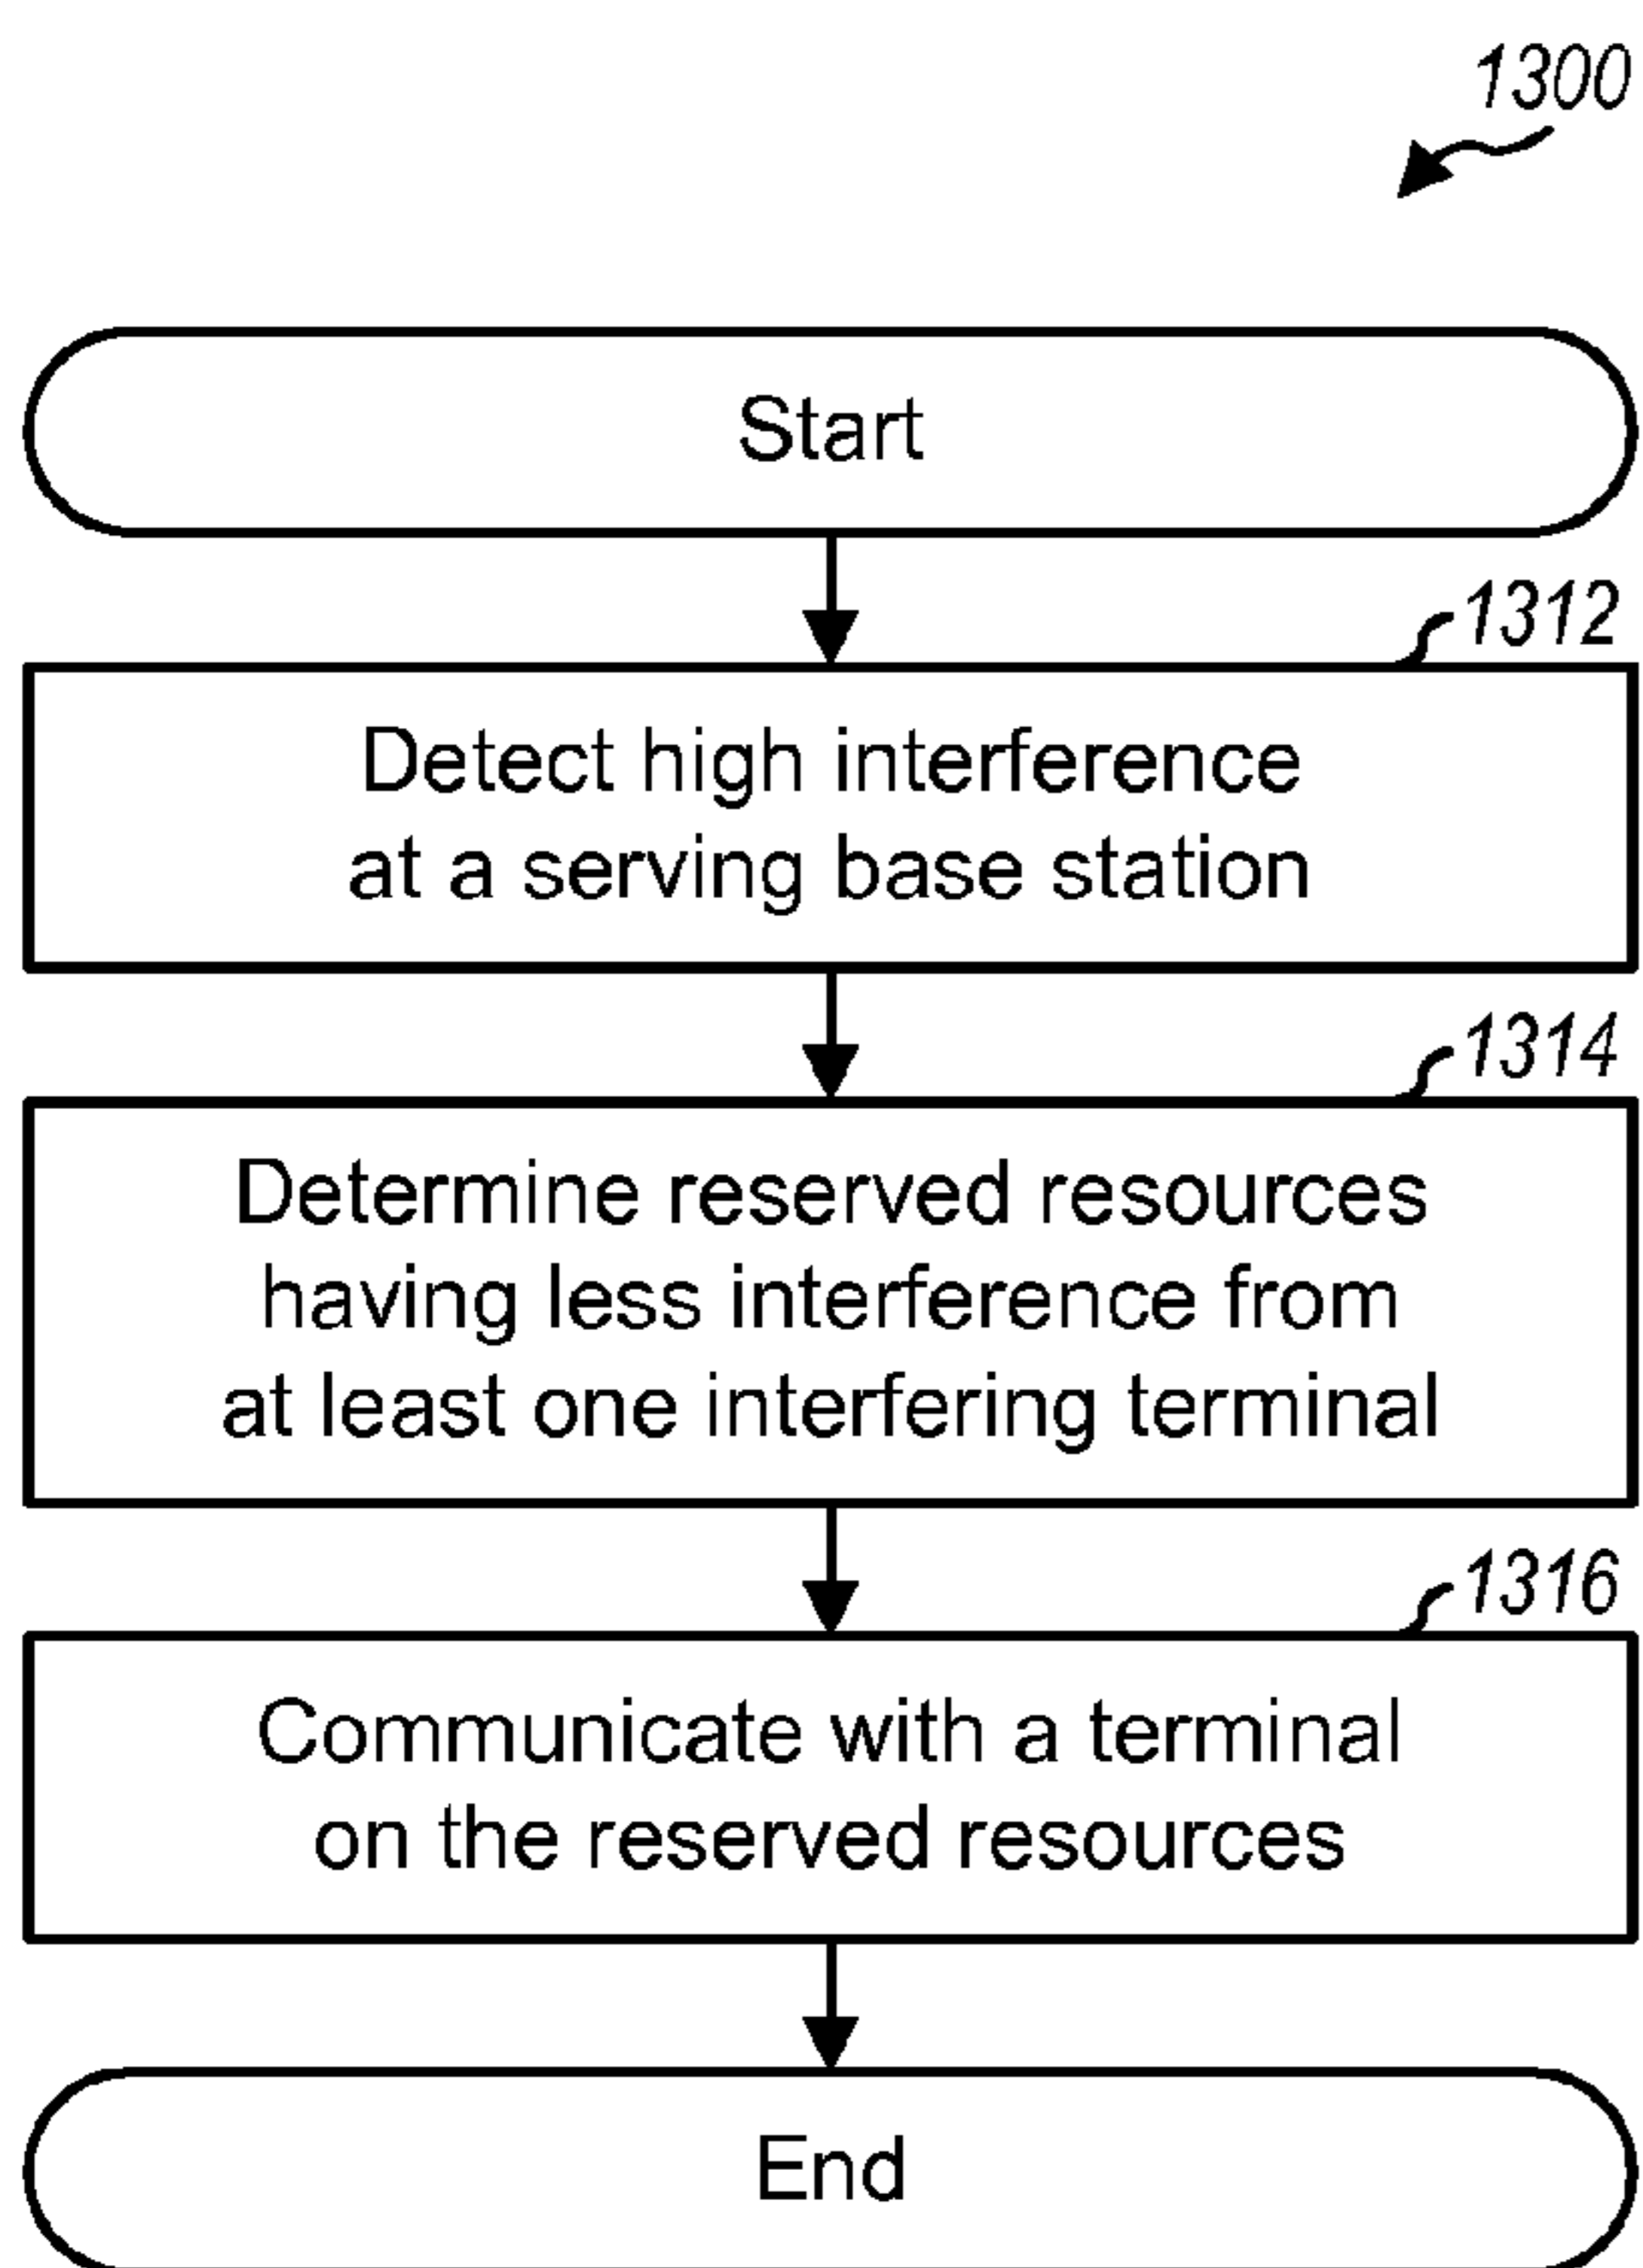 1300
Start
1312
Detect high interference
at a serving base station
1314
Determine reserved resources
having less interference from
at least one interfering terminal
1316
Communicate with a terminal
on the reserved resources
End